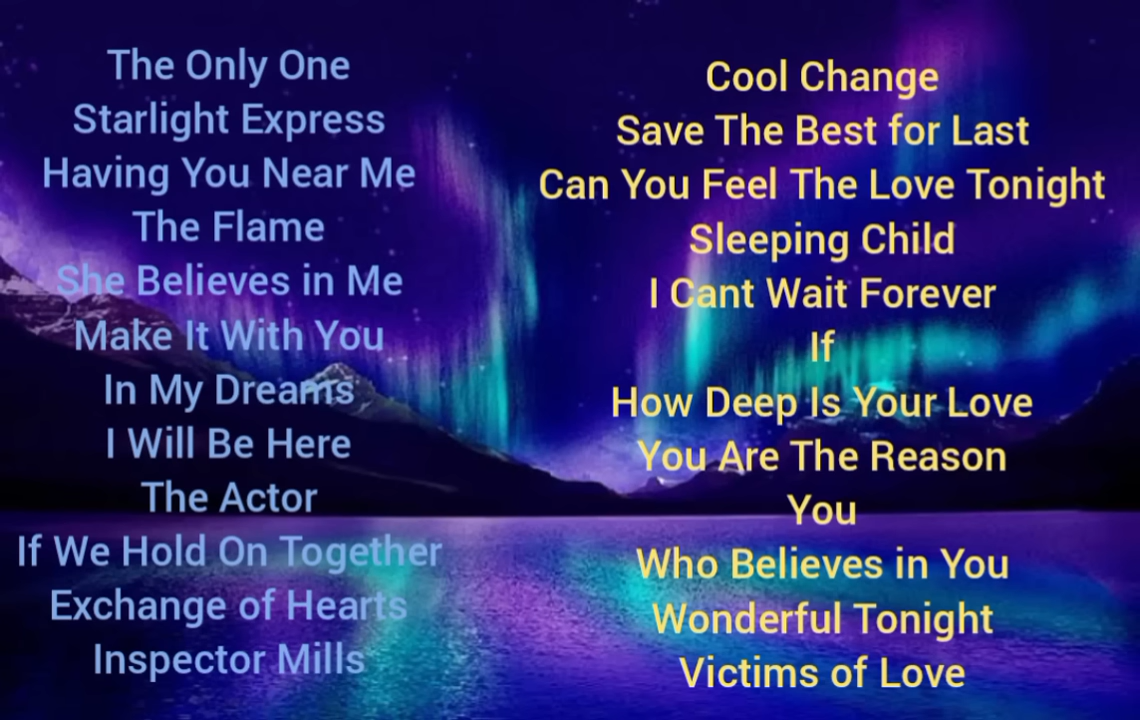 The Only One
Starlight Express
Having You Near Me
The Flame
She Believes in Me
Make It With You
In My Dreams
I Will Be Here
The Actor
If We Hold On Together
Exchange of Hearts
Inspector Mills
Cool Change
Save The Best for Last
Can You Feel The Love Tonight
Sleeping Child
I Cant Wait Forever
If
How Deep Is Your Love
You Are The Reason
You
Who Believes in You
Wonderful Tonight
Victims of Love